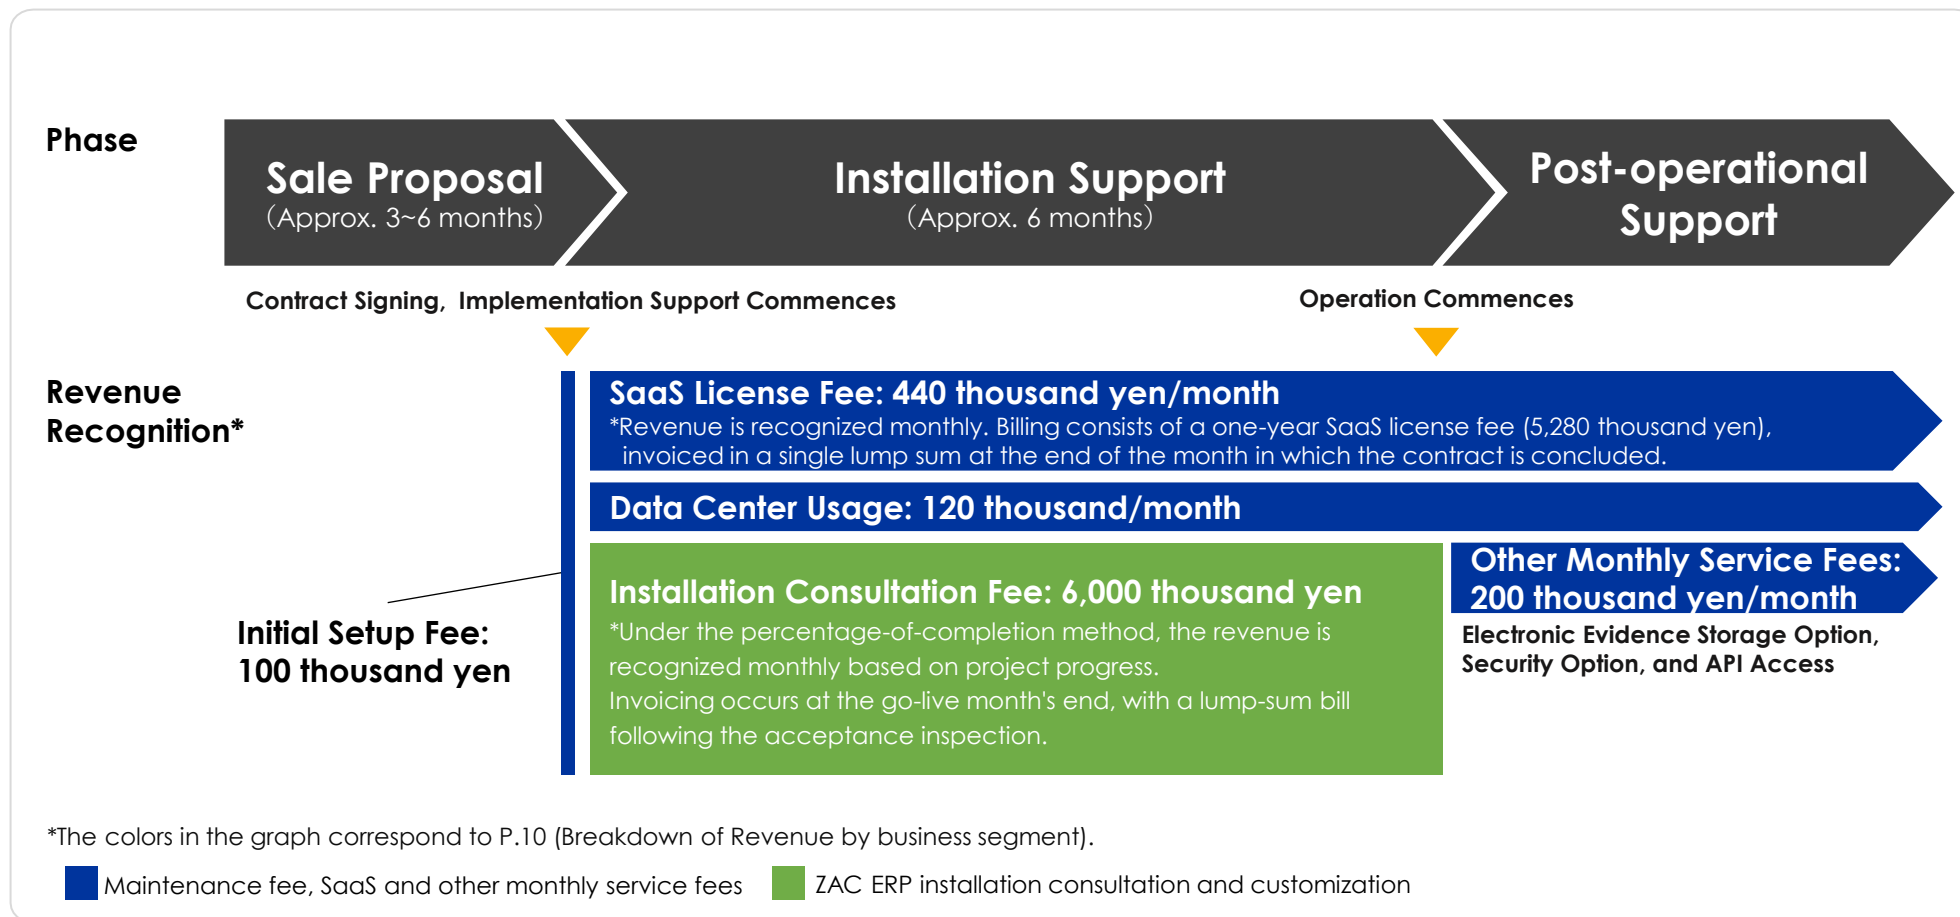 Phase
Sale Proposal
（Approx. 3~6 months）
Installation Support
（Approx. 6 months）
Post-operational
Support
Contract Signing, Implementation Support Commences
Operation Commences
Revenue
Recognition*
SaaS License Fee: 440 thousand yen/month
*Revenue is recognized monthly. Billing consists of a one-year SaaS license fee (5,280 thousand yen),
invoiced in a single lump sum at the end of the month in which the contract is concluded.
Data Center Usage: 120 thousand/month
Initial Setup Fee:
100 thousand yen
Installation Consultation Fee: 6,000 thousand yen
*Under the percentage-of-completion method, the revenue is
recognized monthly based on project progress.
Invoicing occurs at the go-live month's end, with a lump-sum bill
following the acceptance inspection.
Other Monthly Service Fees:
200 thousand yen/month
Electronic Evidence Storage Option,
Security Option, and API Access
*The colors in the graph correspond to P.10 (Breakdown of Revenue by business segment).
Maintenance fee, SaaS and other monthly service fees
ZAC ERP installation consultation and customization